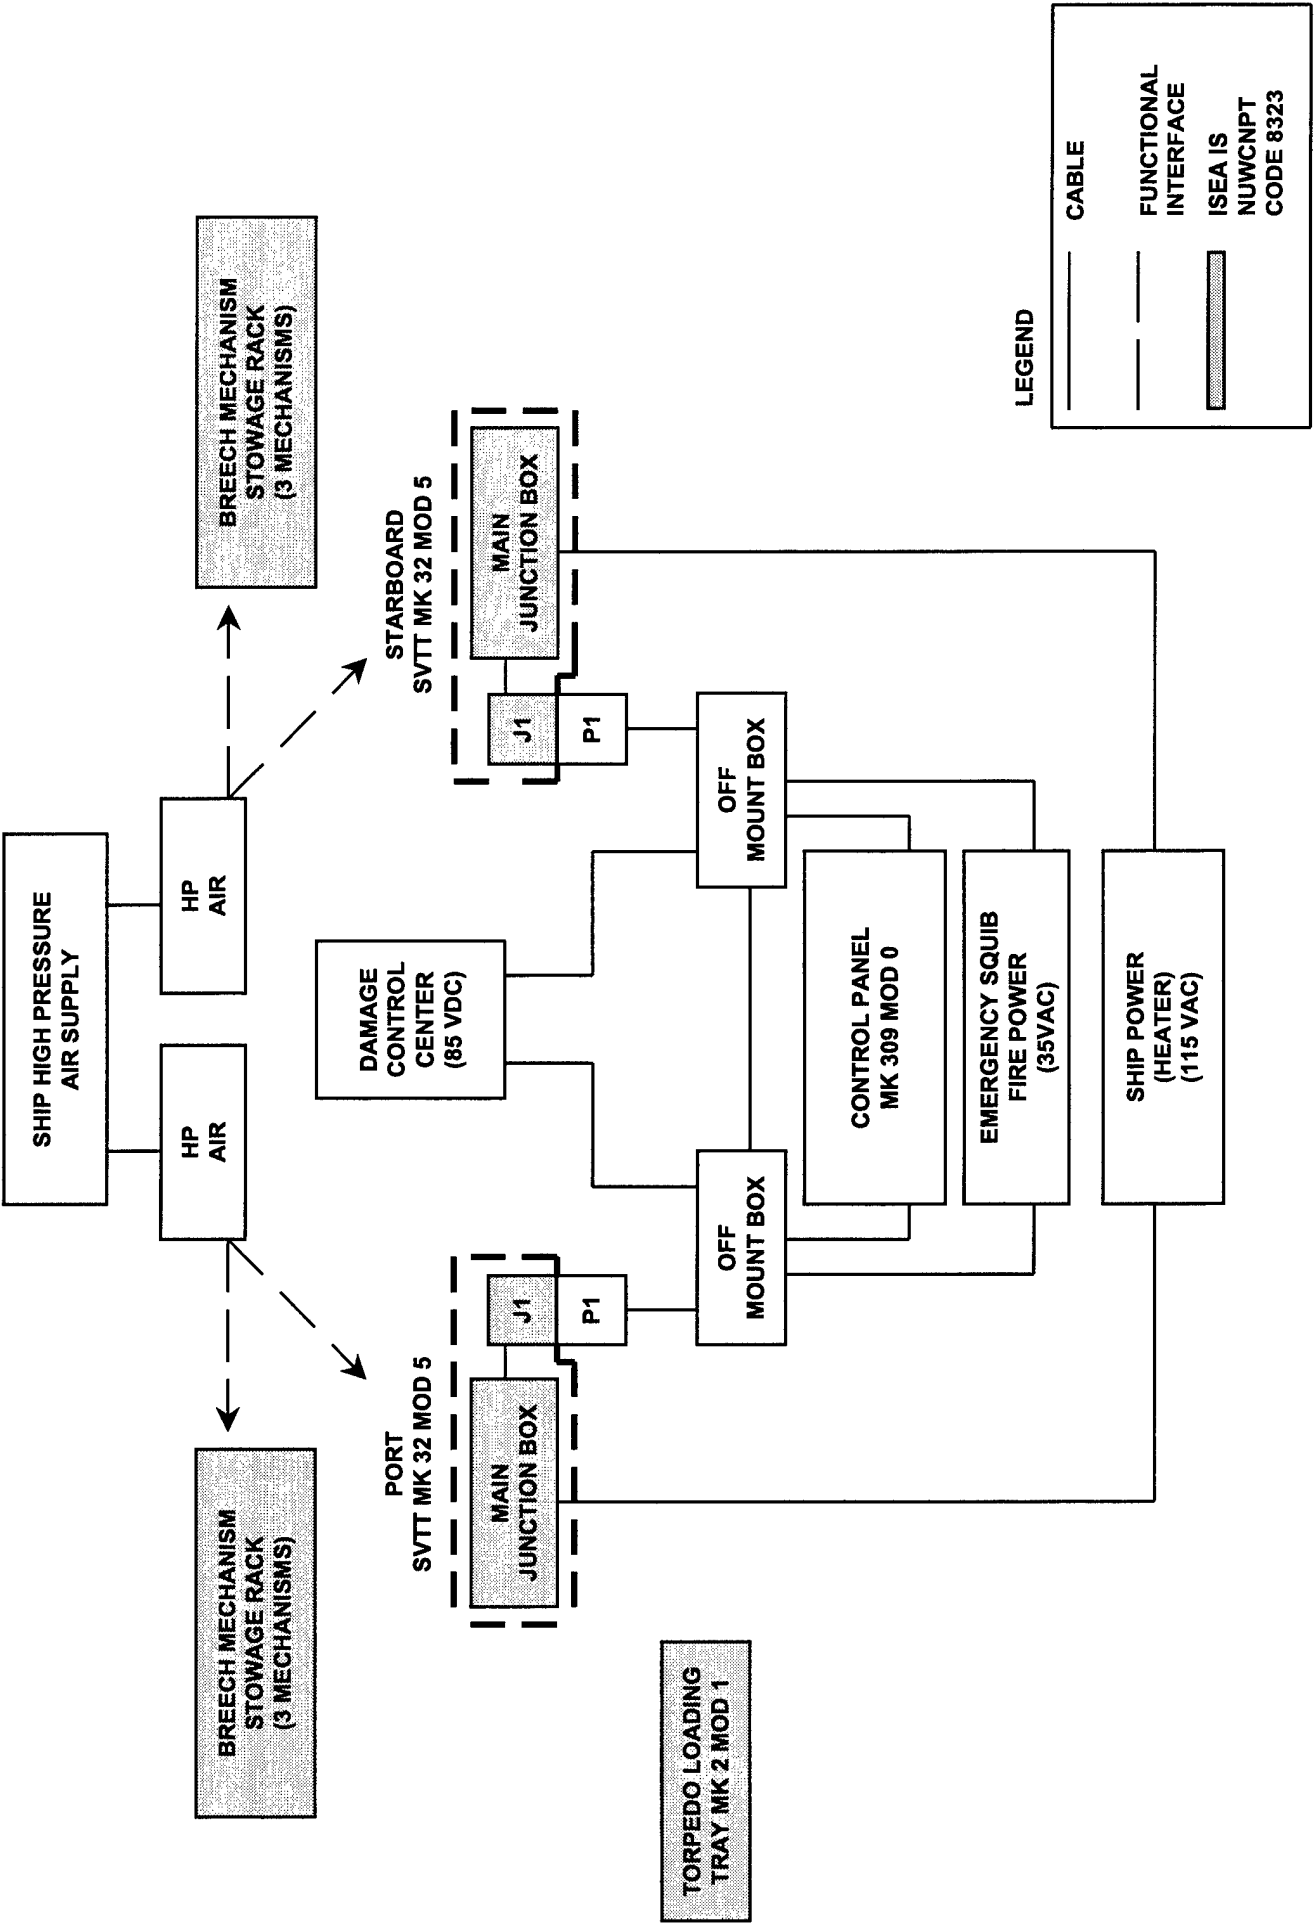 SHIP HIGH PRESSURE
AIR SUPPLY
HP
AIR
HP
AIR
BREECH MECHANISM
STOWAGE RACK
(3 MECHANISMS)
BREECH MECHANISM
STOWAGE RACK
(3 MECHANISMS)
DAMAGE
CONTROL
CENTER
(85 VDC)
PORT
SVTT MK 32 MOD 5
STARBOARD
SVTT MK 32 MOD 5
MAIN
JUNCTION BOX
J1
P1
J1
P1
MAIN
JUNCTION BOX
TORPEDO LOADING
TRAY MK 2 MOD 1
OFF
MOUNT BOX
OFF
MOUNT BOX
CONTROL PANEL
MK 309 MOD 0
EMERGENCY SQUIB
FIRE POWER
(35VAC)
SHIP POWER
(HEATER)
(115 VAC)
LEGEND
CABLE
FUNCTIONAL
INTERFACE
ISEA IS
NUWCNPT
CODE 8323